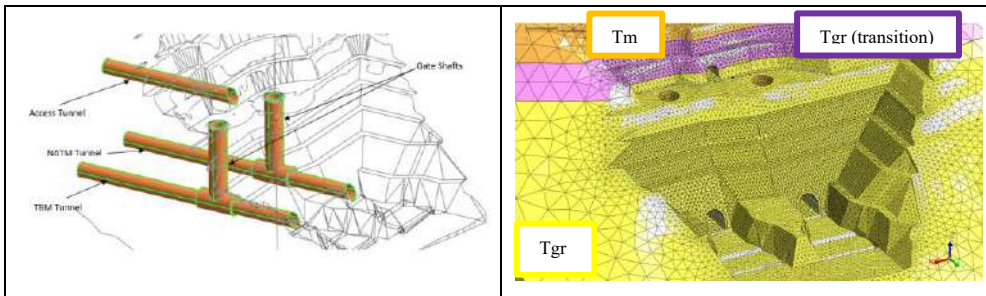 Gate Shafts
Access Tunnel
NATM Tunnel
TBM Tunnel
Tm
Tgr (transition)
Tgr